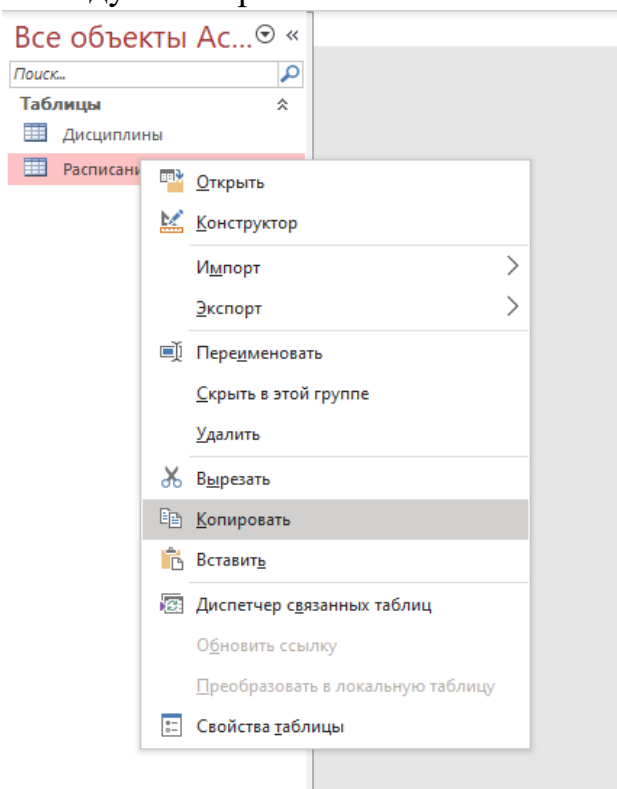 Все объекты Ac... «
Поиск...
Таблицы
Дисциплины
Расписани
Открыть
Конструктор
Импорт
Экспорт
Переименовать
Скрыть в этой группе
Удалить
Вырезать
Копировать
Вставить
Диспетчер связанных таблиц
Обновить ссылку
Преобразовать в локальную таблицу
Свойства таблицы